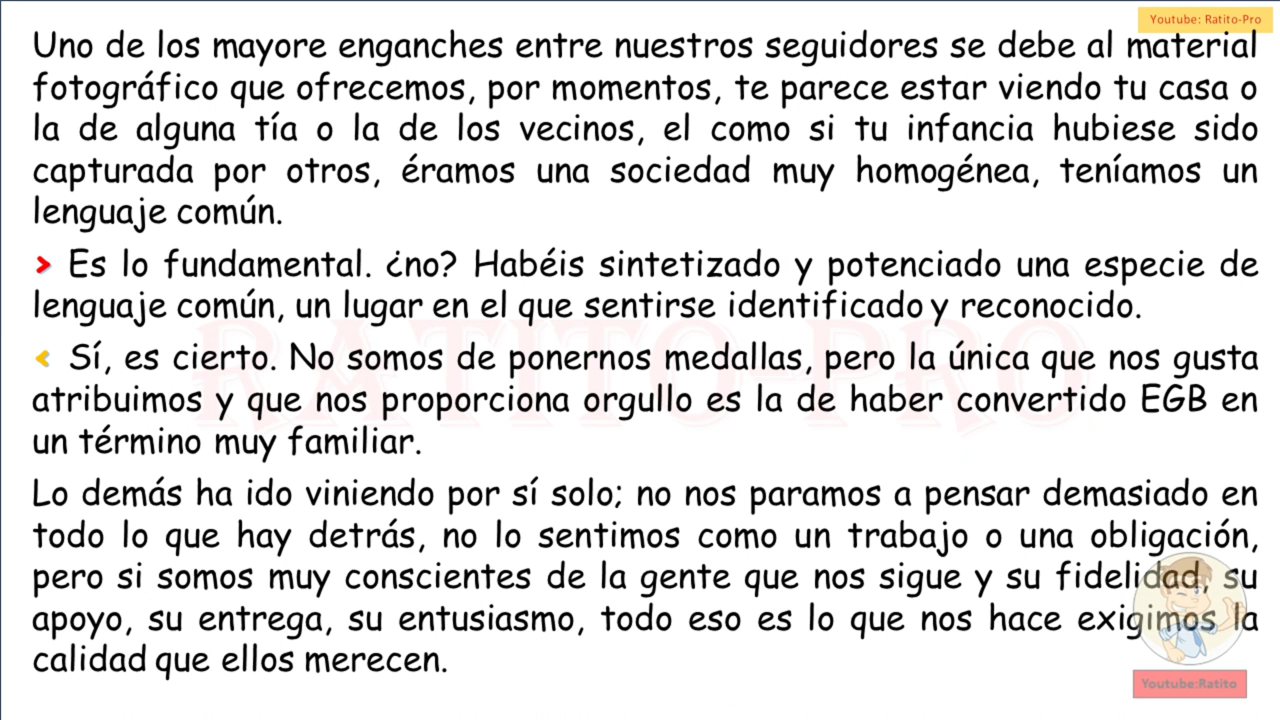 Youtube: Ratito-Pro
Uno de los mayore enganches entre nuestros seguidores se debe al material
fotográfico que ofrecemos, por momentos, te parece estar viendo tu casa o
la de alguna tía o la de los vecinos, el como si tu infancia hubiese sido
capturada por otros, éramos una sociedad muy homogénea, teníamos un
lenguaje común.
> Es lo fundamental. ¿no? Habéis sintetizado y potenciado una especie de
lenguaje común, un lugar en el que sentirse identificado y reconocido.
< Sí, es cierto. No somos de ponernos medallas, pero la única que nos gusta
atribuimos y que nos proporciona orgullo es la de haber convertido EGB en
un término muy familiar.
Lo demás ha ido viniendo por sí solo; no nos paramos a pensar demasiado en
todo lo que hay detrás, no lo sentimos como un trabajo o una obligación,
pero si somos muy conscientes de la gente que nos sigue y su fidelidad, su
apoyo, su entrega, su entusiasmo, todo eso es lo que nos hace exigimos la
calidad que ellos merecen.
RATITO-PRO
Youtube:Ratito